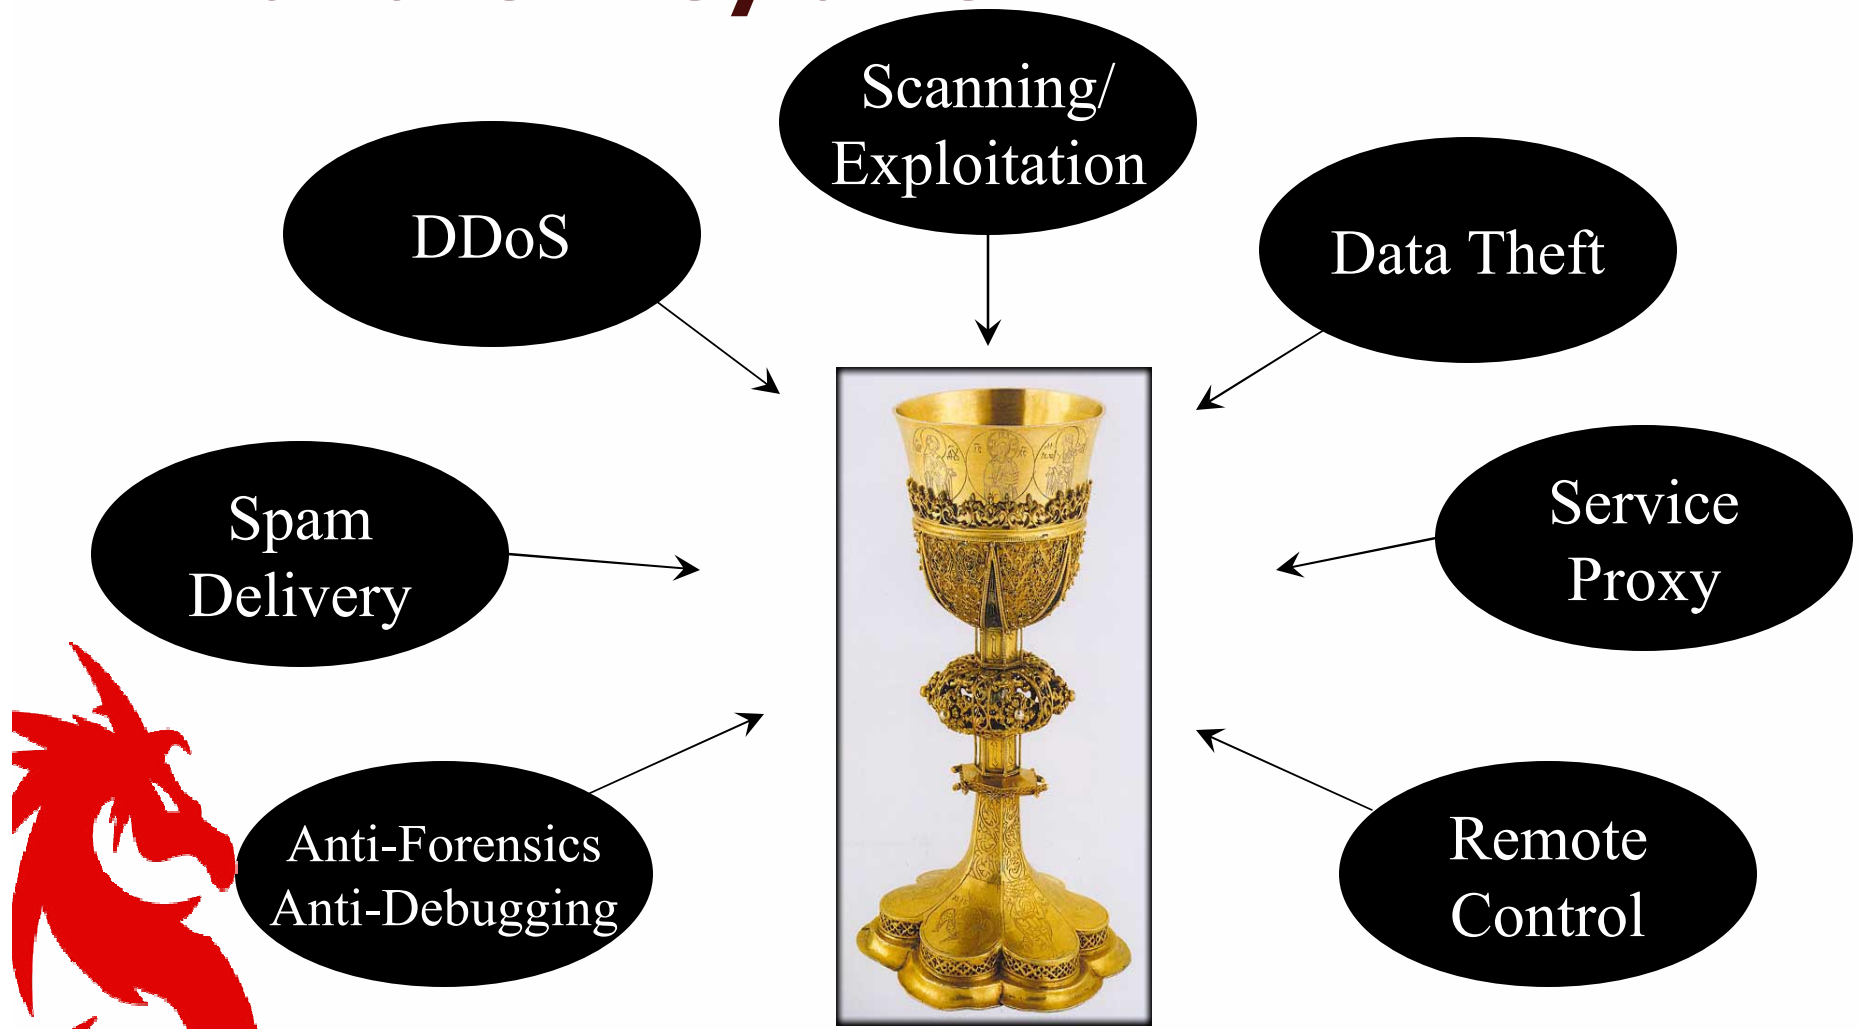 Scanning/
Exploitation
DDoS
Data Theft
Spam
Delivery
Service
Proxy
Anti-Forensics
Anti-Debugging
Remote
Control